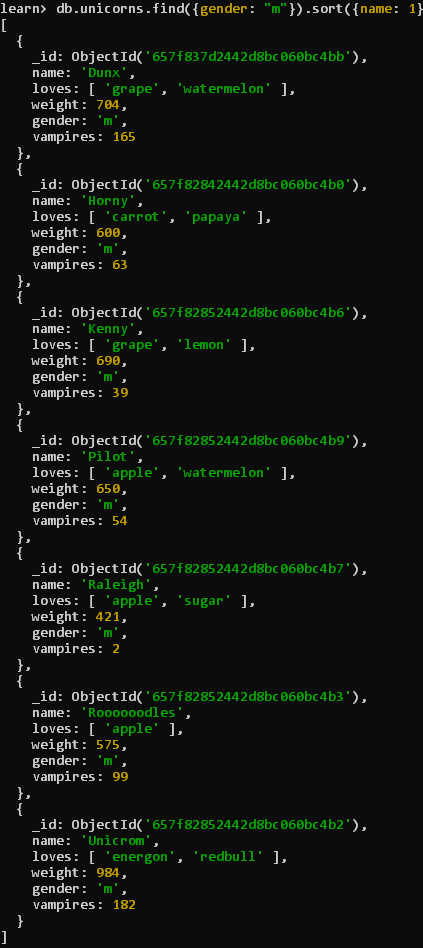 learn> db.unicorns.find({gender: "m"}).sort({name: 1}
[
  {
    _id: ObjectId('657f837d2442d8bc060bc4bb'),
    name: 'Dunx',
    loves: [ 'grape', 'watermelon' ],
    weight: 704,
    gender: 'm',
    vampires: 165
  },
  {
    _id: ObjectId('657f82842442d8bc060bc4b0'),
    name: 'Horny',
    loves: [ 'carrot', 'papaya' ],
    weight: 600,
    gender: 'm',
    vampires: 63
  },
  {
    _id: ObjectId('657f82852442d8bc060bc4b6'),
    name: 'Kenny',
    loves: [ 'grape', 'lemon' ],
    weight: 690,
    gender: 'm',
    vampires: 39
  },
  {
    _id: ObjectId('657f82852442d8bc060bc4b9'),
    name: 'Pilot',
    loves: [ 'apple', 'watermelon' ],
    weight: 650,
    gender: 'm',
    vampires: 54
  },
  {
    _id: ObjectId('657f82852442d8bc060bc4b7'),
    name: 'Raleigh',
    loves: [ 'apple', 'sugar' ],
    weight: 421,
    gender: 'm',
    vampires: 2
  },
  {
    _id: ObjectId('657f82852442d8bc060bc4b3'),
    name: 'Roooooodles',
    loves: [ 'apple' ],
    weight: 575,
    gender: 'm',
    vampires: 99
  },
  {
    _id: ObjectId('657f82852442d8bc060bc4b2'),
    name: 'Unicrom',
    loves: [ 'energon', 'redbull' ],
    weight: 984,
    gender: 'm',
    vampires: 182
  }
]